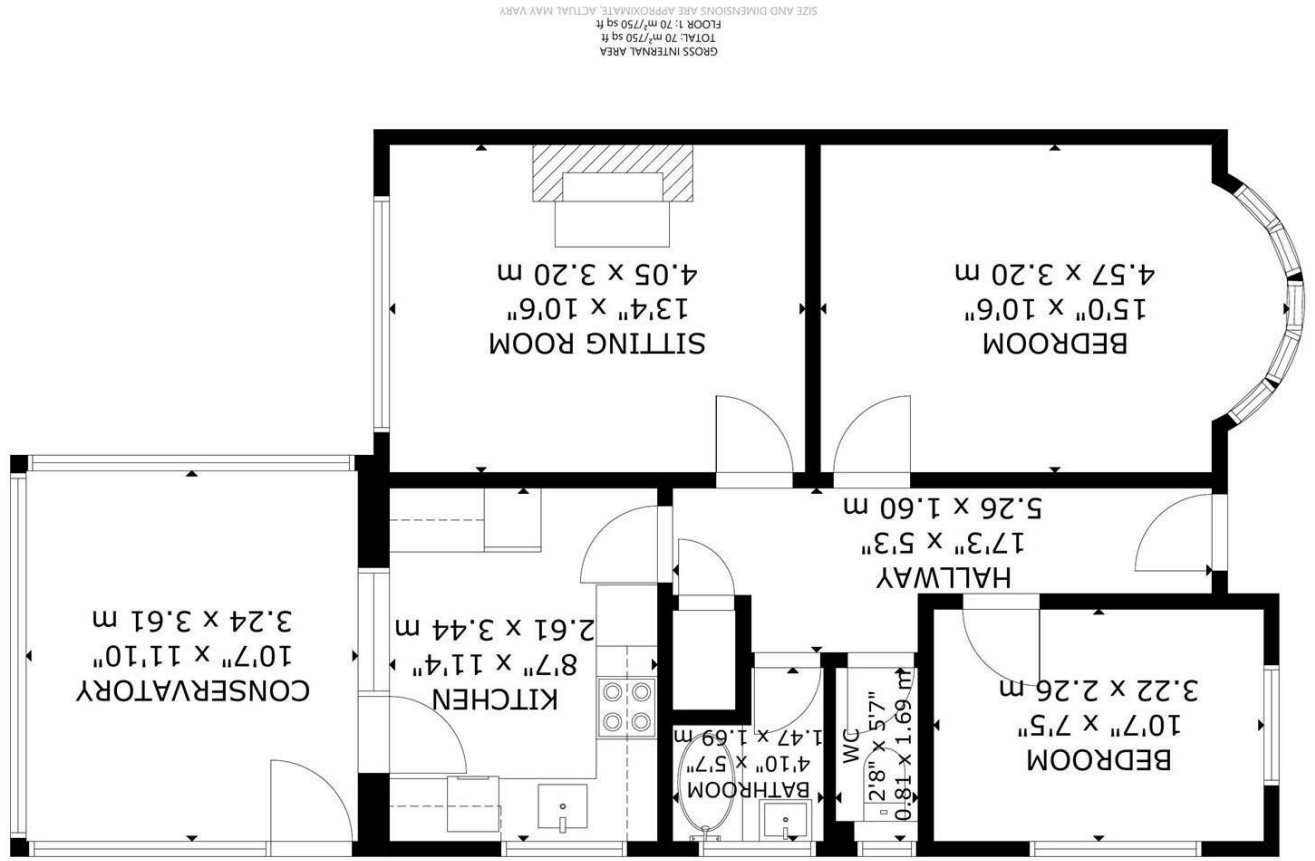 BEDROOM
10'7" x 7'5"
3.22 x 2.26 m
WC
2'8" x 5'7"
0.81 x 1.69 m
BATHROOM
4'10" x 5'7"
1.47 x 1.69 m
KITCHEN
8'7" x 11'4"
2.61 x 3.44 m
CONSERVATORY
10'7" x 11'10"
3.24 x 3.61 m
HALLWAY
17'3" x 5'3"
5.26 x 1.60 m
BEDROOM
15'0" x 10'6"
4.57 x 3.20 m
SITTING ROOM
13'4" x 10'6"
4.05 x 3.20 m
GROSS INTERNAL AREA
TOTAL: 70 m²/750 sq ft
FLOOR 1: 70 m²/750 sq ft
SIZE AND DIMENSIONS ARE APPROXIMATE, ACTUAL MAY VARY